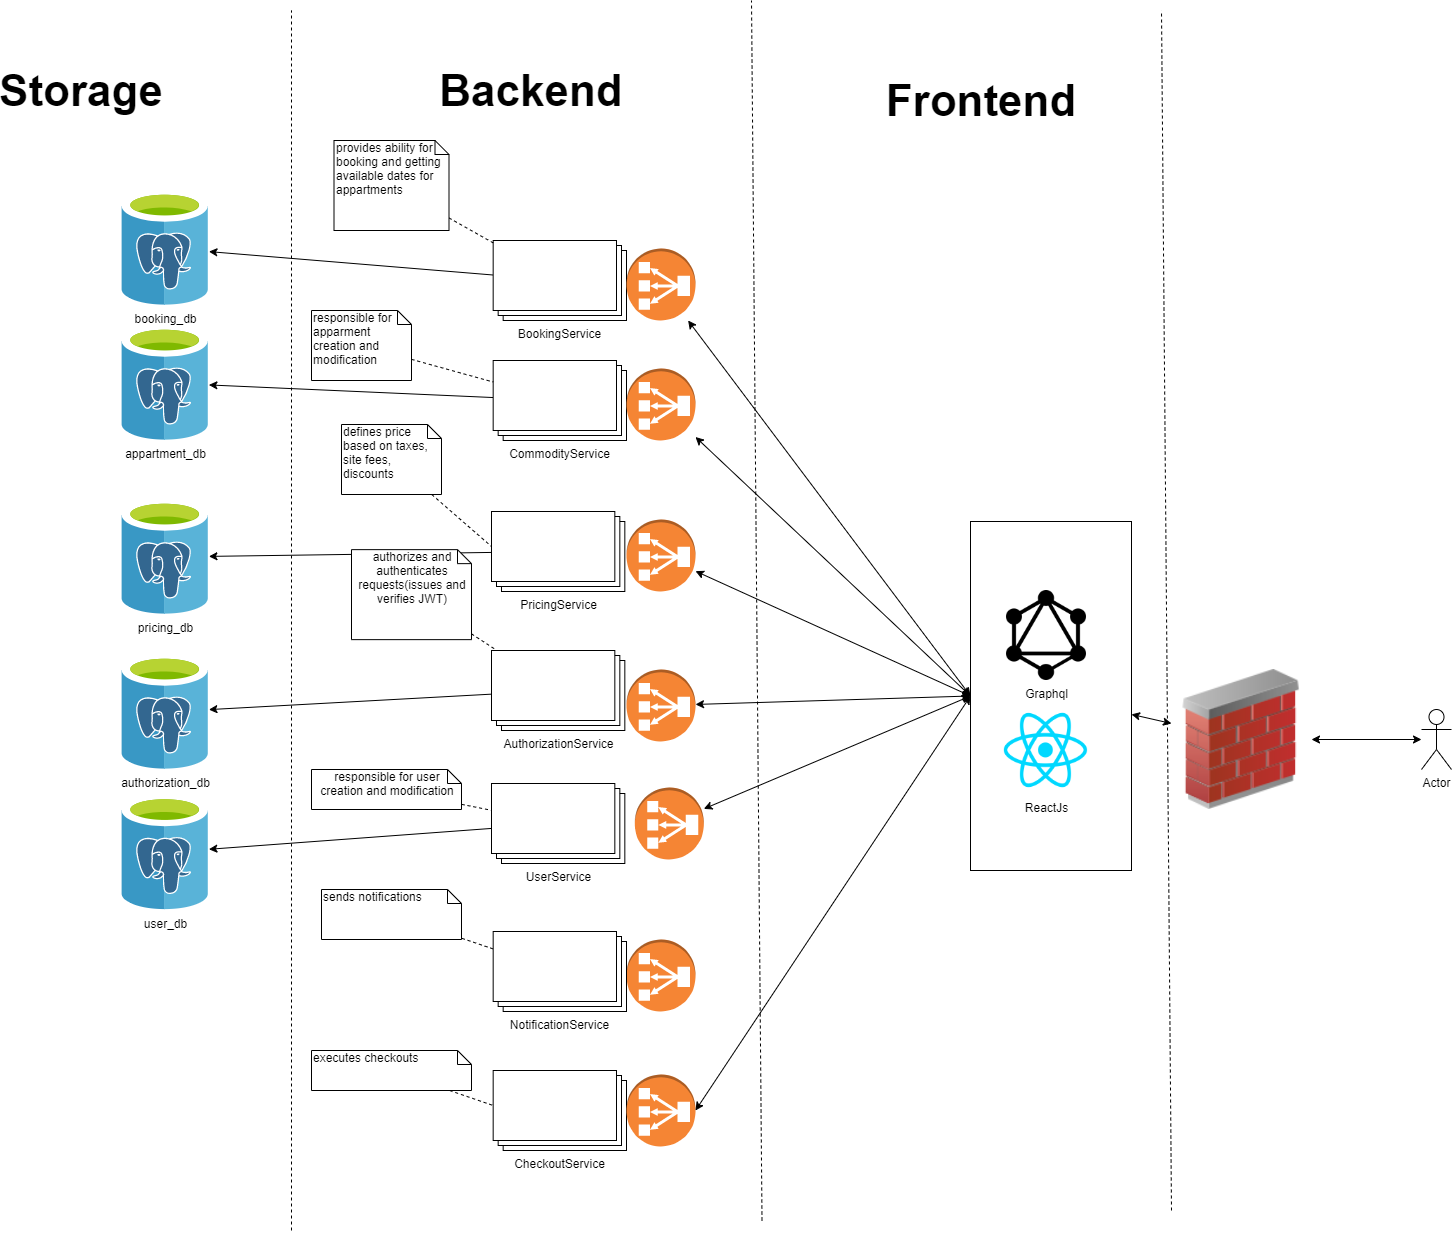 Storage
Backend
Frontend
provides ability for
booking and getting
available dates for
appartments
booking_db
BookingService
responsible for
apparment
creation and
modification
appartment_db
CommodityService
defines price
based on taxes,
site fees,
discounts
pricing_db
PricingService
authorizes and
authenticates
requests(issues and
verifies JWT)
authorization_db
AuthorizationService
responsible for user
creation and modification
user_db
UserService
sends notifications
NotificationService
executes checkouts
CheckoutService
Graphql
ReactJs
Actor